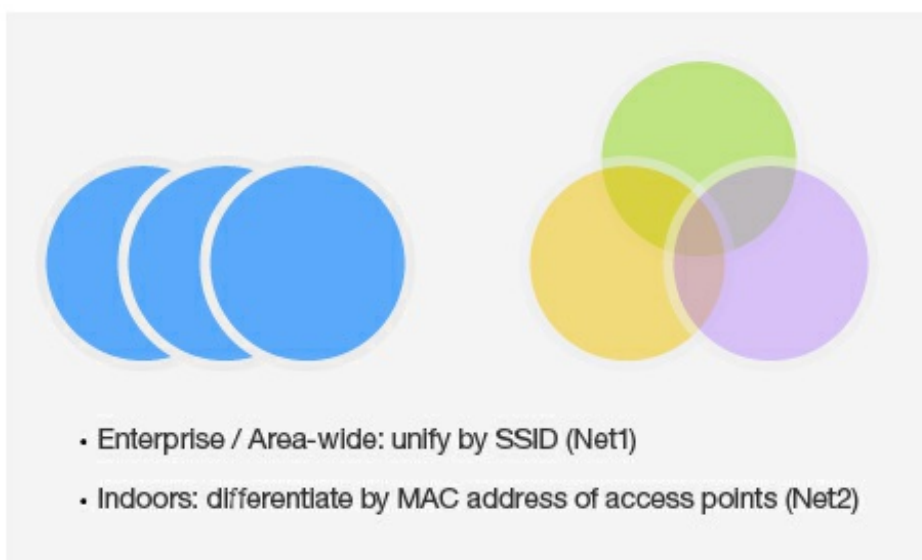 • Enterprise / Area-wide: unify by SSID (Net1)
• Indoors: differentiate by MAC address of access points (Net2)